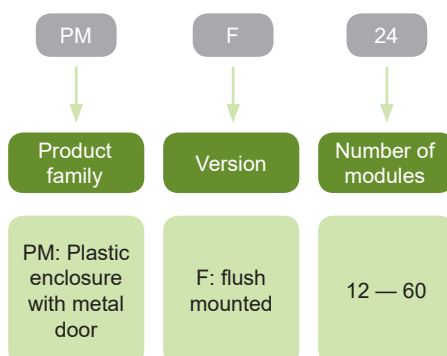 PM
F
24
Product
family
Version
Number of
modules
PM: Plastic
enclosure
with metal
door
F: flush
mounted
12 — 60